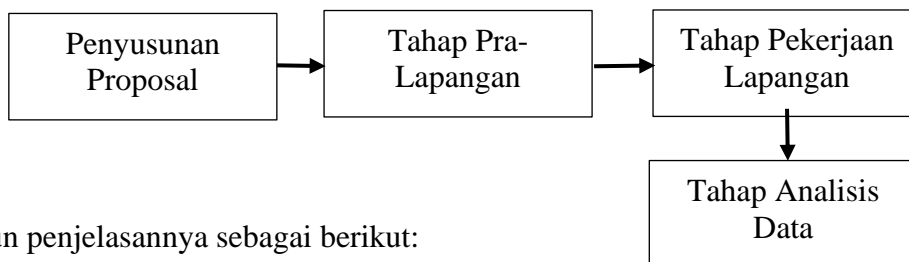 Penyusunan
Proposal
Tahap Pra-
Lapangan
Tahap Pekerjaan
Lapangan
Tahap Analisis
Data
penjelasannya sebagai berikut: